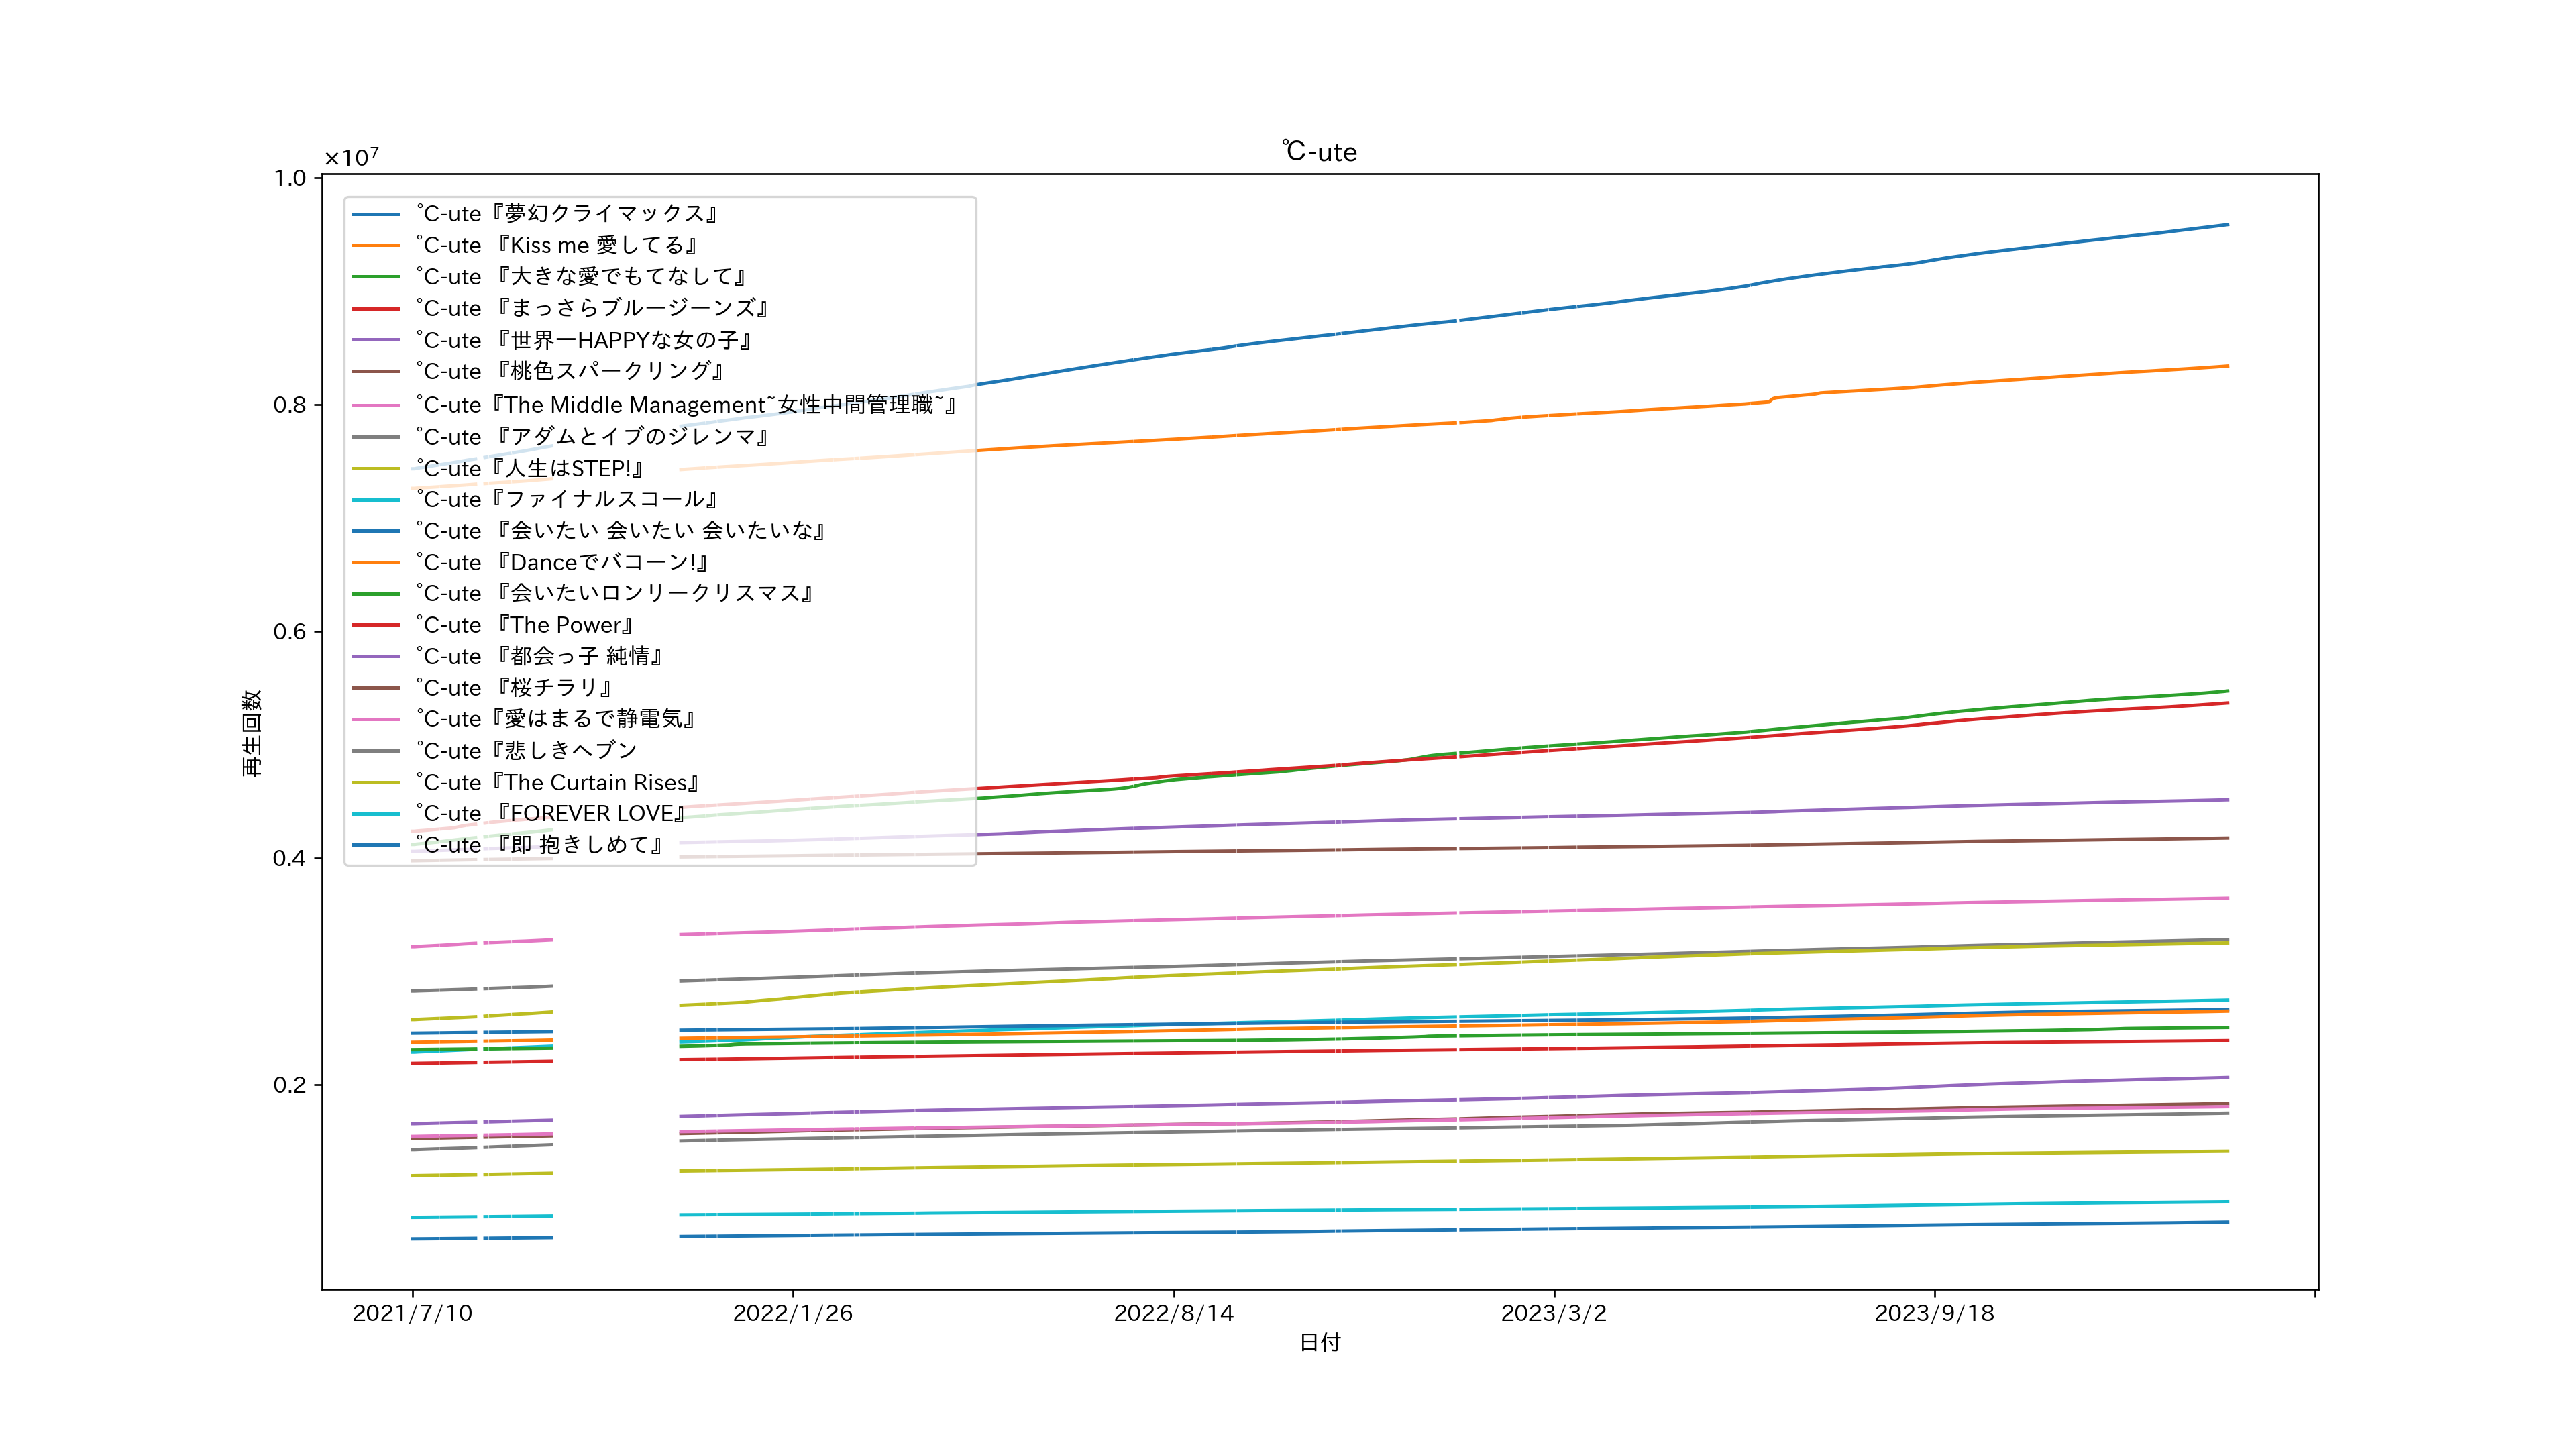 ℃-ute
×10⁷
1.0
0.8
0.6
0.4
0.2
再生回数
℃-ute『夢幻クライマックス』
℃-ute 『Kiss me 愛してる』
℃-ute 『大きな愛でもてなして』
℃-ute 『まっさらブルージーンズ』
℃-ute 『世界一HAPPYな女の子』
℃-ute 『桃色スパークリング』
℃-ute『The Middle Management~女性中間管理職~』
℃-ute 『アダムとイブのジレンマ』
℃-ute『人生はSTEP!』
℃-ute『ファイナルスコール』
℃-ute 『会いたい 会いたい 会いたいな』
℃-ute 『Danceでバコーン!』
℃-ute 『会いたいロンリークリスマス』
℃-ute 『The Power』
℃-ute 『都会っ子 純情』
℃-ute 『桜チラリ』
℃-ute『愛はまるで静電気』
℃-ute『悲しきヘブン
℃-ute『The Curtain Rises』
℃-ute 『FOREVER LOVE』
℃-ute 『即 抱きしめて』
2021/7/10
2022/1/26
2022/8/14
2023/3/2
2023/9/18
日付